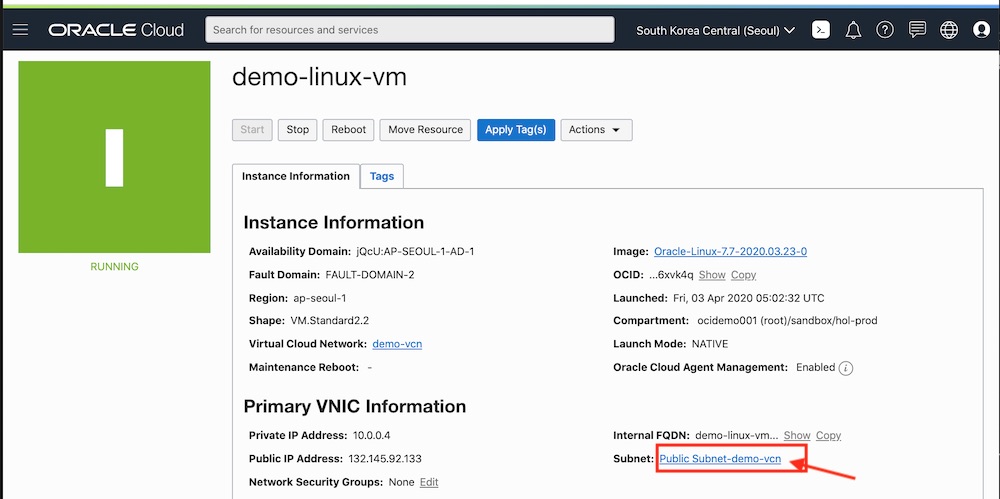 ORACLE Cloud
Search for resources and services
South Korea Central (Seoul)
demo-linux-vm
Start Stop Reboot Move Resource Apply Tag(s) Actions
RUNNING
Instance Information Tags
Instance Information
Availability Domain: jQcU:AP-SEOUL-1-AD-1
Fault Domain: FAULT-DOMAIN-2
Region: ap-seoul-1
Shape: VM.Standard2.2
Virtual Cloud Network: demo-vcn
Maintenance Reboot: -
Image: Oracle-Linux-7.7-2020.03.23-0
OCID: ...6xvk4q Show Copy
Launched: Fri, 03 Apr 2020 05:02:32 UTC
Compartment: ocidemo001 (root)/sandbox/hol-prod
Launch Mode: NATIVE
Oracle Cloud Agent Management: Enabled i
Primary VNIC Information
Private IP Address: 10.0.0.4
Public IP Address: 132.145.92.133
Network Security Groups: None Edit
Internal FQDN: demo-linux-vm... Show Copy
Subnet: Public Subnet-demo-vcn